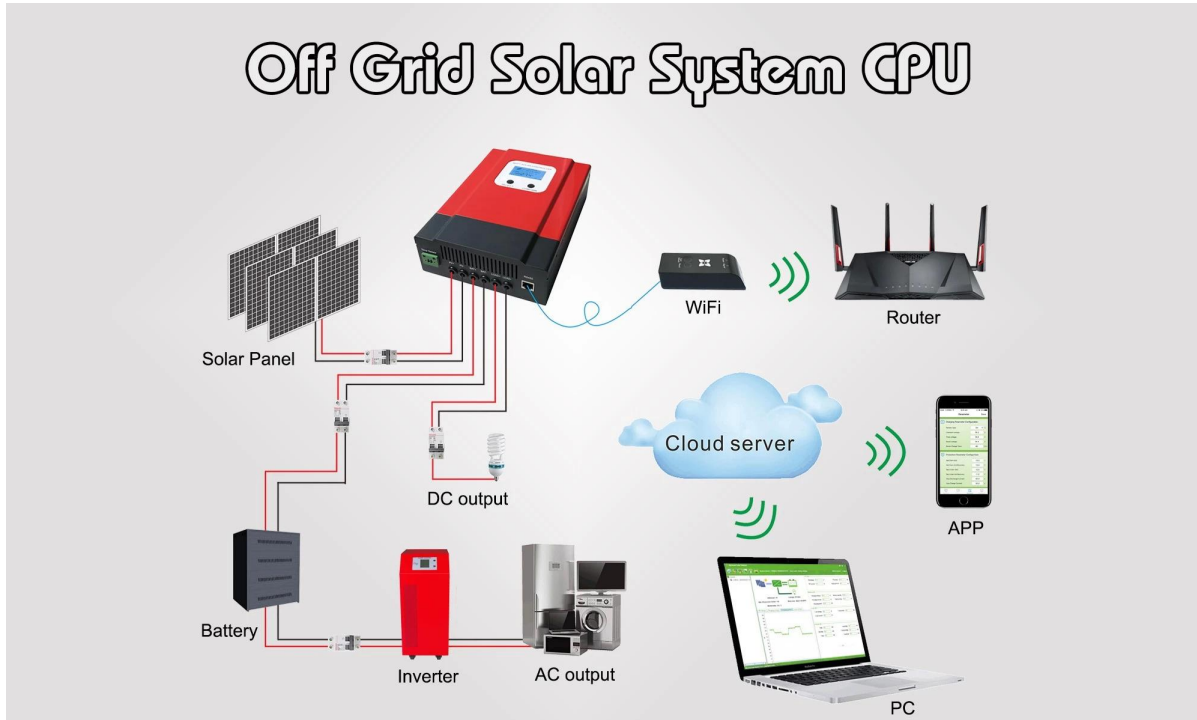 Off Grid Solar System CPU
WiFi
Router
Solar Panel
Cloud server
DC output
APP
Battery
Inverter
AC output
PC